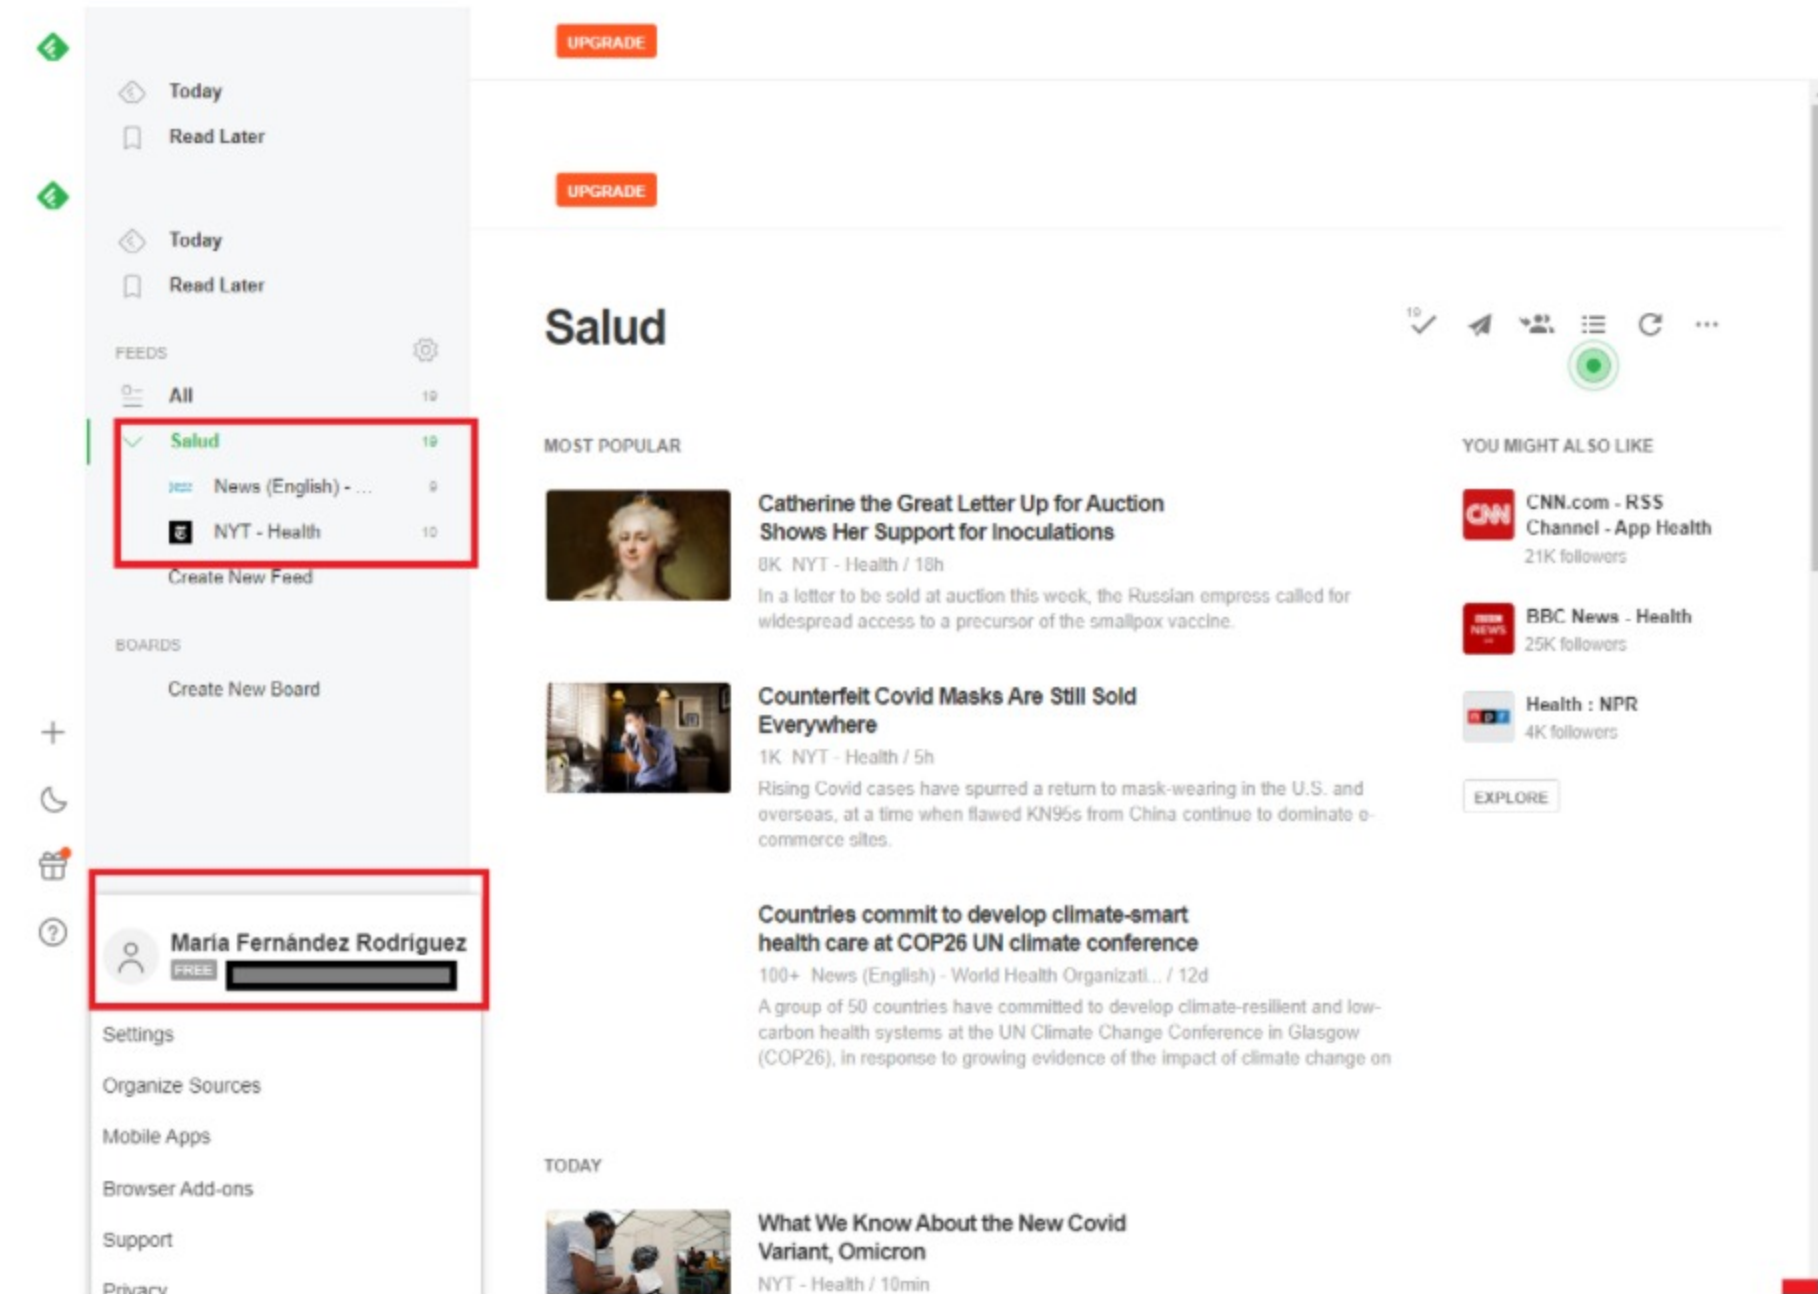 UPGRADE
Today
Read Later
UPGRADE
Today
Read Later
FEEDS
All 19
Salud 19
News (English) - ... 9
NYT - Health 10
Create New Feed
BOARDS
Create New Board
María Fernández Rodríguez
FREE
Settings
Organize Sources
Mobile Apps
Browser Add-ons
Support
Privacy
Salud
19
MOST POPULAR
Catherine the Great Letter Up for Auction
Shows Her Support for Inoculations
8K NYT - Health / 18h
In a letter to be sold at auction this week, the Russian empress called for
widespread access to a precursor of the smallpox vaccine.
Counterfeit Covid Masks Are Still Sold
Everywhere
1K NYT - Health / 5h
Rising Covid cases have spurred a return to mask-wearing in the U.S. and
overseas, at a time when flawed KN95s from China continue to dominate e-
commerce sites.
Countries commit to develop climate-smart
health care at COP26 UN climate conference
100+ News (English) - World Health Organizati... / 12d
A group of 50 countries have committed to develop climate-resilient and low-
carbon health systems at the UN Climate Change Conference in Glasgow
(COP26), in response to growing evidence of the impact of climate change on
TODAY
What We Know About the New Covid
Variant, Omicron
NYT - Health / 10min
YOU MIGHT ALSO LIKE
CNN
CNN.com - RSS
Channel - App Health
21K followers
NEWS
BBC News - Health
25K followers
npr
Health : NPR
4K followers
EXPLORE